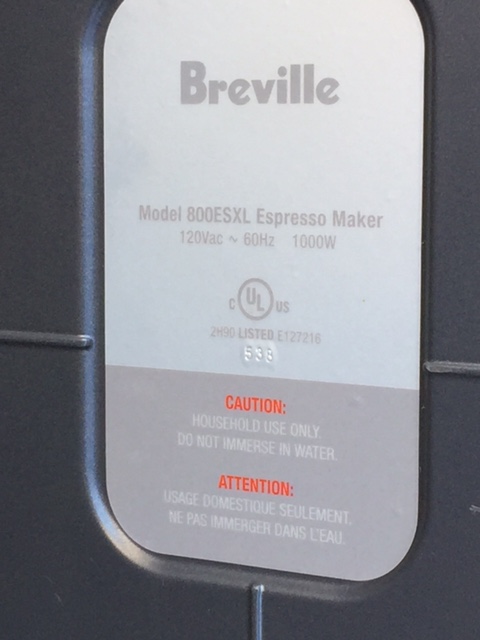 Breville
Model 800ESXL Espresso Maker
120Vac ~ 60Hz 1000W
C UL US
2H90 LISTED E127216
533
CAUTION:
HOUSEHOLD USE ONLY.
DO NOT IMMERSE IN WATER.
ATTENTION:
USAGE DOMESTIQUE SEULEMENT.
NE PAS IMMERGER DANS L'EAU.